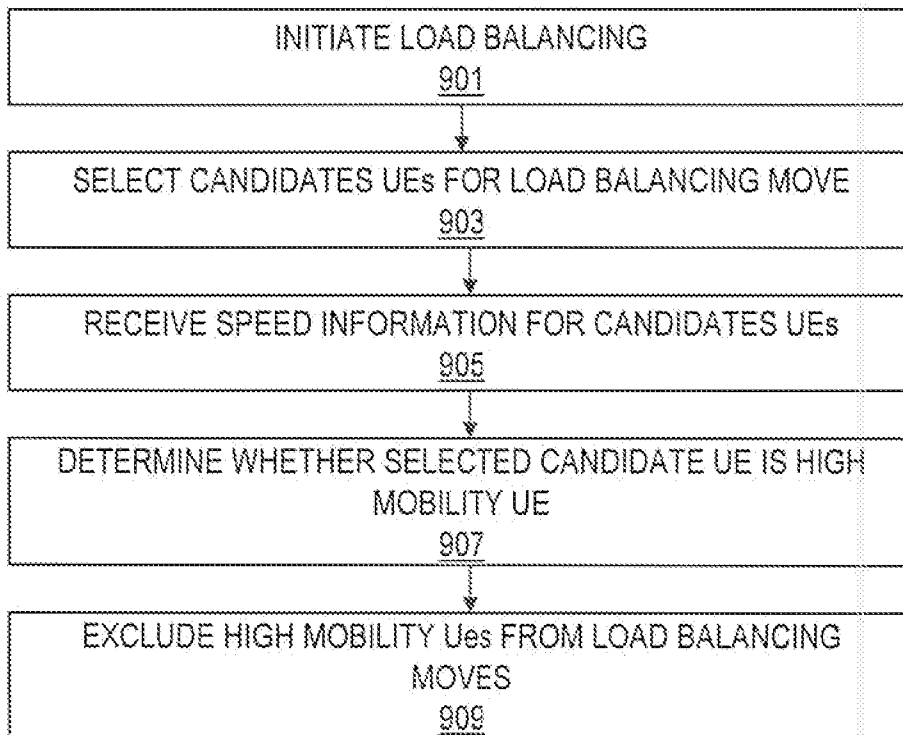 INITIATE LOAD BALANCING
901
SELECT CANDIDATES UEs FOR LOAD BALANCING MOVE
903
RECEIVE SPEED INFORMATION FOR CANDIDATES UEs
905
DETERMINE WHETHER SELECTED CANDIDATE UE IS HIGH
MOBILITY UE
907
EXCLUDE HIGH MOBILITY Ues FROM LOAD BALANCING
MOVES
909